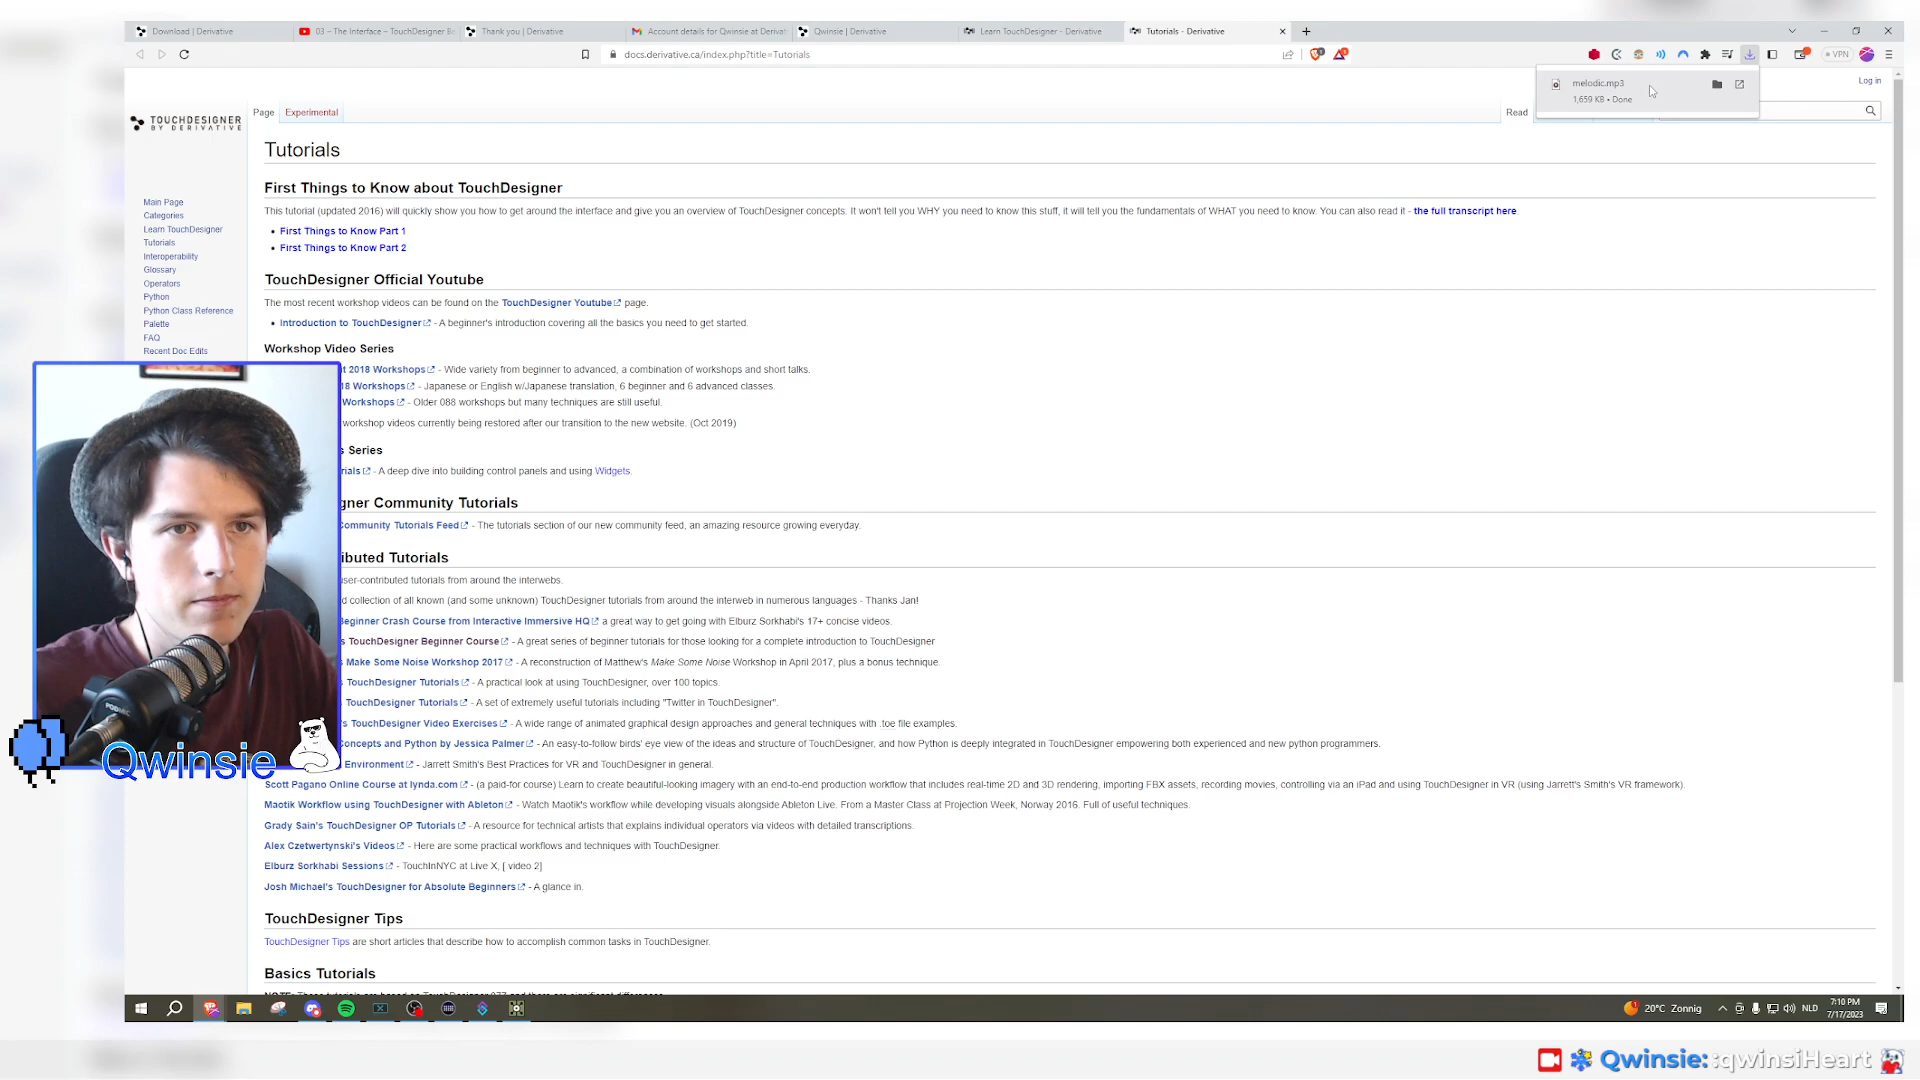 Download | Derivative
03 – The Interface – TouchDesigner Be
Thank you | Derivative
Account details for Qwinsie at Derivat
Qwinsie | Derivative
Learn TouchDesigner - Derivative
Tutorials - Derivative
docs.derivative.ca/index.php?title=Tutorials
VPN
melodic.mp3
1,659 KB • Done
Log in
TOUCHDESIGNER
BY DERIVATIVE
Page
Experimental
Read
Main Page
Categories
Learn TouchDesigner
Tutorials
Interoperability
Glossary
Operators
Python
Python Class Reference
Palette
FAQ
Recent Doc Edits
Tutorials
First Things to Know about TouchDesigner
This tutorial (updated 2016) will quickly show you how to get around the interface and give you an overview of TouchDesigner concepts. It won't tell you WHY you need to know this stuff, it will tell you the fundamentals of WHAT you need to know. You can also read it - the full transcript here.
First Things to Know Part 1
First Things to Know Part 2
TouchDesigner Official Youtube
The most recent workshop videos can be found on the TouchDesigner Youtube page.
Introduction to TouchDesigner - A beginner's introduction covering all the basics you need to get started.
Workshop Video Series
t 2018 Workshops - Wide variety from beginner to advanced, a combination of workshops and short talks.
18 Workshops - Japanese or English w/Japanese translation, 6 beginner and 6 advanced classes.
Workshops - Older 088 workshops but many techniques are still useful.
workshop videos currently being restored after our transition to the new website. (Oct 2019)
s Series
rials - A deep dive into building control panels and using Widgets.
gner Community Tutorials
Community Tutorials Feed - The tutorials section of our new community feed, an amazing resource growing everyday.
ibuted Tutorials
user-contributed tutorials from around the interwebs.
d collection of all known (and some unknown) TouchDesigner tutorials from around the interweb in numerous languages - Thanks Jan!
Beginner Crash Course from Interactive Immersive HQ a great way to get going with Elburz Sorkhabi's 17+ concise videos.
s TouchDesigner Beginner Course - A great series of beginner tutorials for those looking for a complete introduction to TouchDesigner
Make Some Noise Workshop 2017 - A reconstruction of Matthew's Make Some Noise Workshop in April 2017, plus a bonus technique.
TouchDesigner Tutorials - A practical look at using TouchDesigner, over 100 topics.
TouchDesigner Tutorials - A set of extremely useful tutorials including "Twitter in TouchDesigner".
's TouchDesigner Video Exercises - A wide range of animated graphical design approaches and general techniques with .toe file examples.
Concepts and Python by Jessica Palmer - An easy-to-follow birds' eye view of the ideas and structure of TouchDesigner, and how Python is deeply integrated in TouchDesigner empowering both experienced and new python programmers.
Environment - Jarrett Smith's Best Practices for VR and TouchDesigner in general.
Scott Pagano Online Course at lynda.com - (a paid-for course) Learn to create beautiful-looking imagery with an end-to-end production workflow that includes real-time 2D and 3D rendering, importing FBX assets, recording movies, controlling via an iPad and using TouchDesigner in VR (using Jarrett's Smith's VR framework).
Maotik Workflow using TouchDesigner with Ableton - Watch Maotik's workflow while developing visuals alongside Ableton Live. From a Master Class at Projection Week, Norway 2016. Full of useful techniques.
Grady Sain's TouchDesigner OP Tutorials - A resource for technical artists that explains individual operators via videos with detailed transcriptions.
Alex Czetwertynski's Videos - Here are some practical workflows and techniques with TouchDesigner.
Elburz Sorkhabi Sessions - TouchInNYC at Live X, [ video 2]
Josh Michael's TouchDesigner for Absolute Beginners - A glance in.
TouchDesigner Tips
TouchDesigner Tips are short articles that describe how to accomplish common tasks in TouchDesigner.
Basics Tutorials
PODMIC
Qwinsie
20°C Zonnig
NLD
7:10 PM
7/17/2023
Qwinsie: :qwinsiHeart